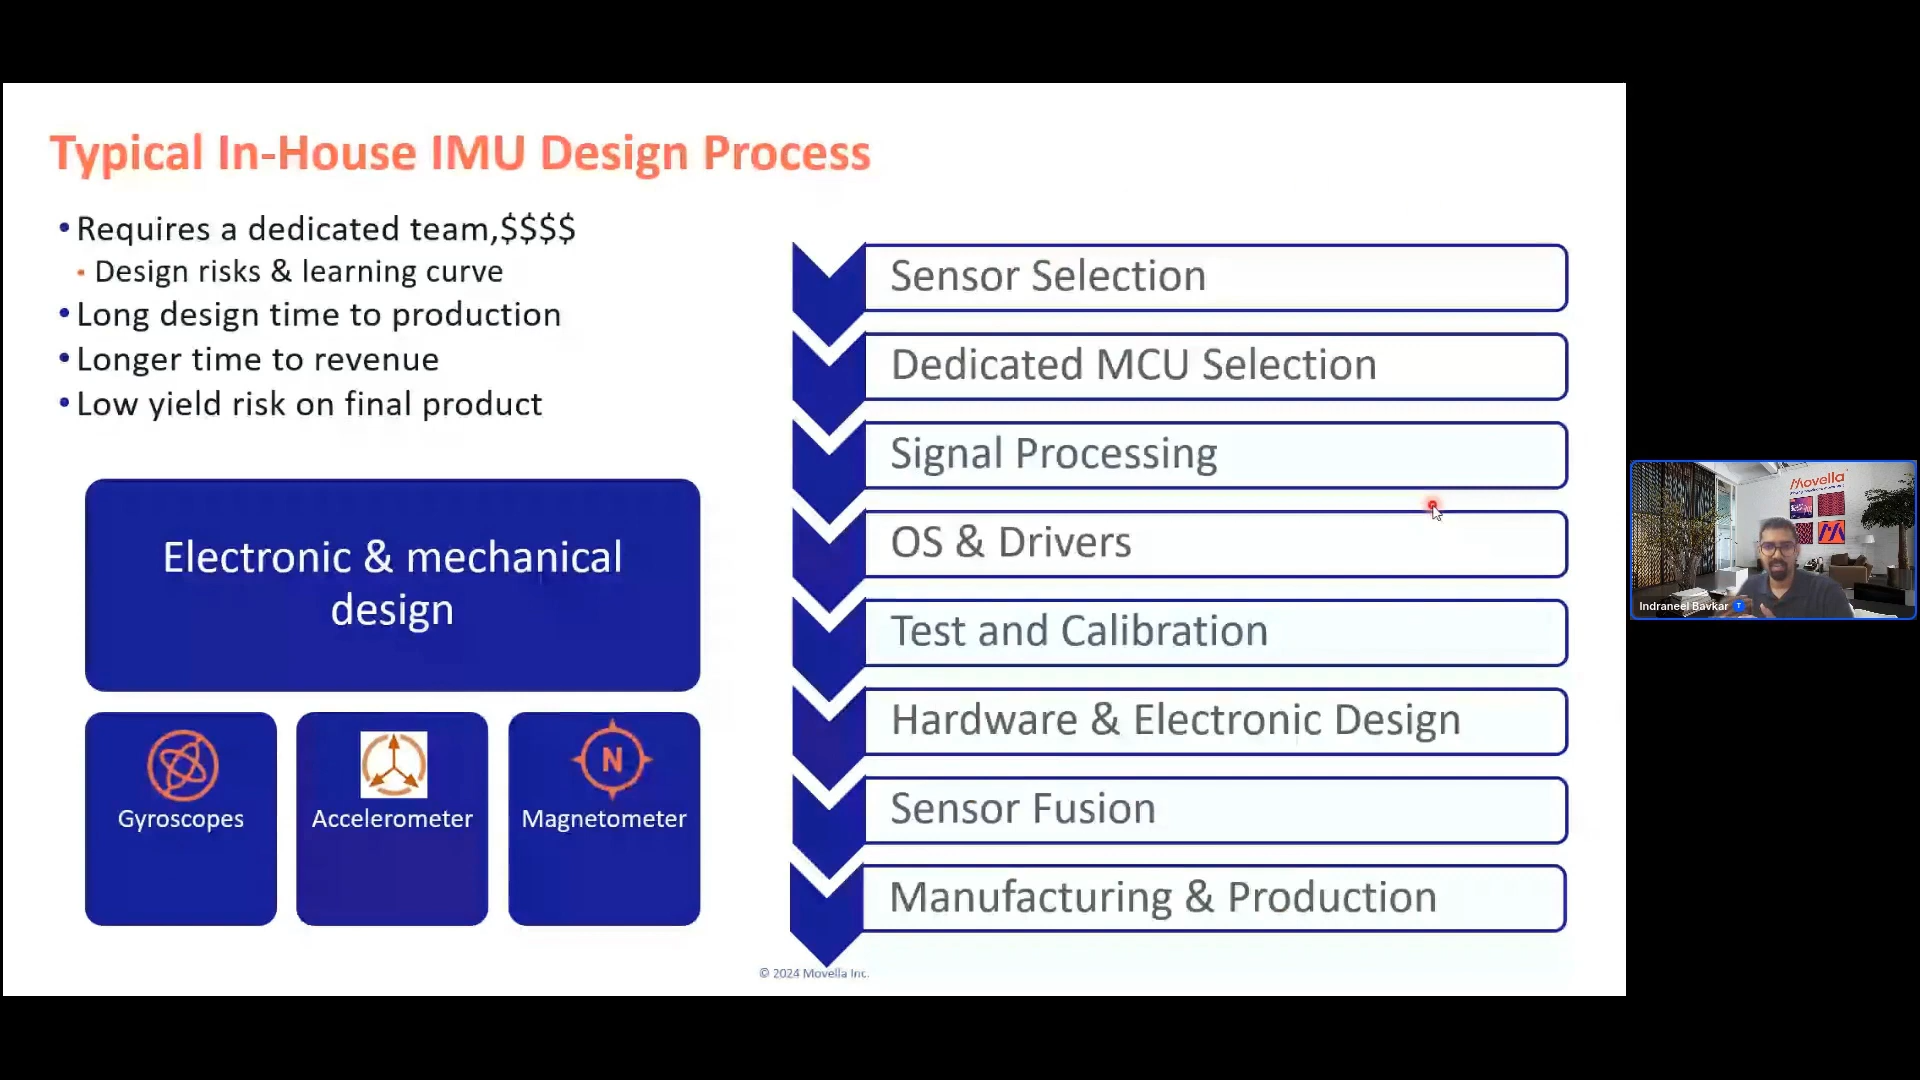 Typical In-House IMU Design Process
• Requires a dedicated team,$$$$
• Design risks & learning curve
• Long design time to production
• Longer time to revenue
• Low yield risk on final product
Electronic & mechanical
design
Gyroscopes
Accelerometer
N
Magnetometer
Sensor Selection
Dedicated MCU Selection
Signal Processing
OS & Drivers
Test and Calibration
Hardware & Electronic Design
Sensor Fusion
Manufacturing & Production
© 2024 Movella Inc.
Movella
Indraneel Bavkar
T